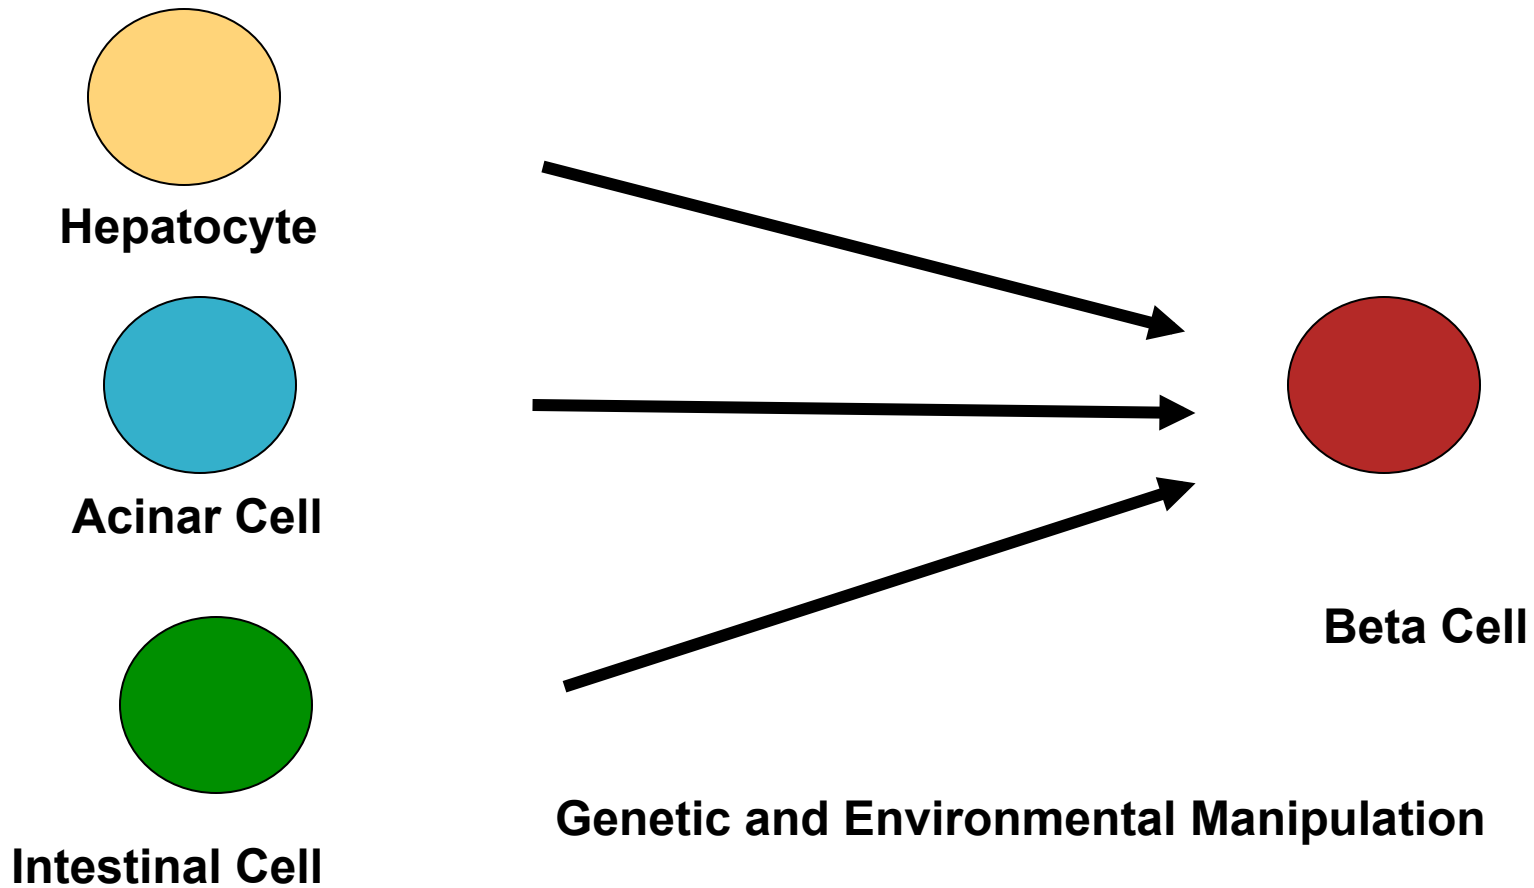 Hepatocyte
Acinar Cell
Beta Cell
Genetic and Environmental Manipulation
Intestinal Cell